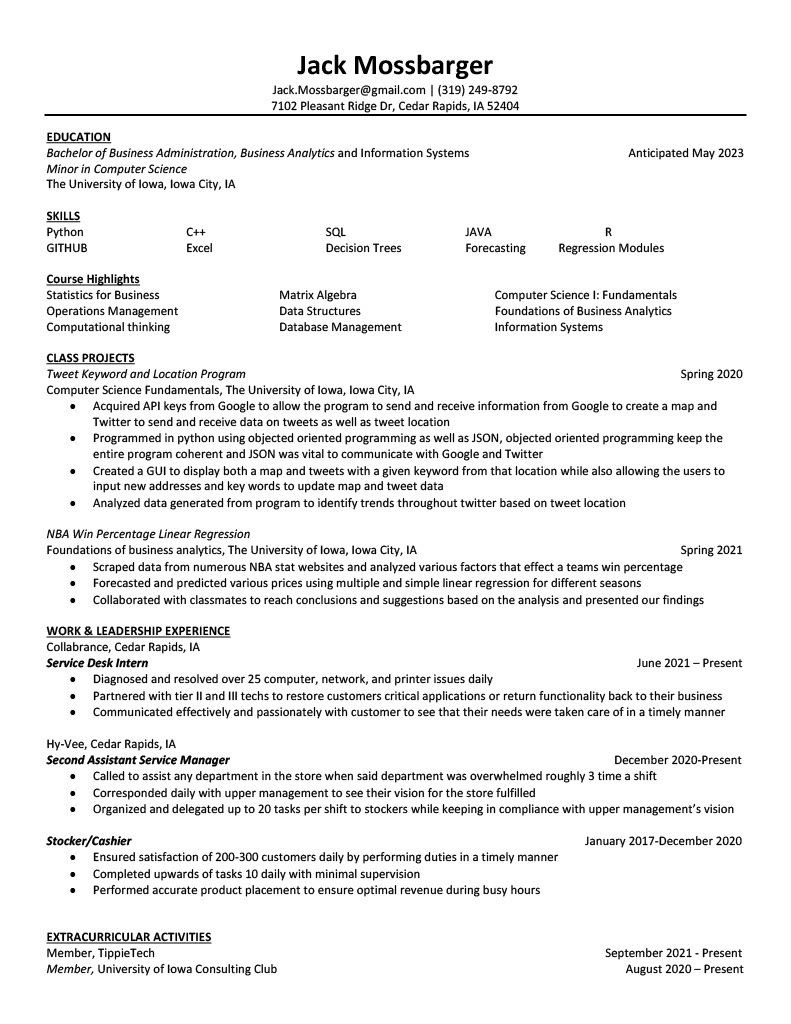 Jack Mossbarger
Jack.Mossbarger@gmail.com | (319) 249-8792
7102 Pleasant Ridge Dr, Cedar Rapids, IA 52404
EDUCATION
Bachelor of Business Administration, Business Analytics and Information Systems Anticipated May 2023
Minor in Computer Science
The University of Iowa, Iowa City, IA
SKILLS
Python C++ SQL JAVA R
GITHUB Excel Decision Trees Forecasting Regression Modules
Course Highlights
Statistics for Business Matrix Algebra Computer Science I: Fundamentals
Operations Management Data Structures Foundations of Business Analytics
Computational thinking Database Management Information Systems
CLASS PROJECTS
Tweet Keyword and Location Program Spring 2020
Computer Science Fundamentals, The University of Iowa, Iowa City, IA
• Acquired API keys from Google to allow the program to send and receive information from Google to create a map and
Twitter to send and receive data on tweets as well as tweet location
• Programmed in python using objected oriented programming as well as JSON, objected oriented programming keep the
entire program coherent and JSON was vital to communicate with Google and Twitter
• Created a GUI to display both a map and tweets with a given keyword from that location while also allowing the users to
input new addresses and key words to update map and tweet data
• Analyzed data generated from program to identify trends throughout twitter based on tweet location
NBA Win Percentage Linear Regression
Foundations of business analytics, The University of Iowa, Iowa City, IA Spring 2021
• Scraped data from numerous NBA stat websites and analyzed various factors that effect a teams win percentage
• Forecasted and predicted various prices using multiple and simple linear regression for different seasons
• Collaborated with classmates to reach conclusions and suggestions based on the analysis and presented our findings
WORK & LEADERSHIP EXPERIENCE
Collabrance, Cedar Rapids, IA
Service Desk Intern June 2021 – Present
• Diagnosed and resolved over 25 computer, network, and printer issues daily
• Partnered with tier II and III techs to restore customers critical applications or return functionality back to their business
• Communicated effectively and passionately with customer to see that their needs were taken care of in a timely manner
Hy-Vee, Cedar Rapids, IA
Second Assistant Service Manager December 2020-Present
• Called to assist any department in the store when said department was overwhelmed roughly 3 time a shift
• Corresponded daily with upper management to see their vision for the store fulfilled
• Organized and delegated up to 20 tasks per shift to stockers while keeping in compliance with upper management’s vision
Stocker/Cashier January 2017-December 2020
• Ensured satisfaction of 200-300 customers daily by performing duties in a timely manner
• Completed upwards of tasks 10 daily with minimal supervision
• Performed accurate product placement to ensure optimal revenue during busy hours
EXTRACURRICULAR ACTIVITIES
Member, TippieTech September 2021 - Present
Member, University of Iowa Consulting Club August 2020 – Present